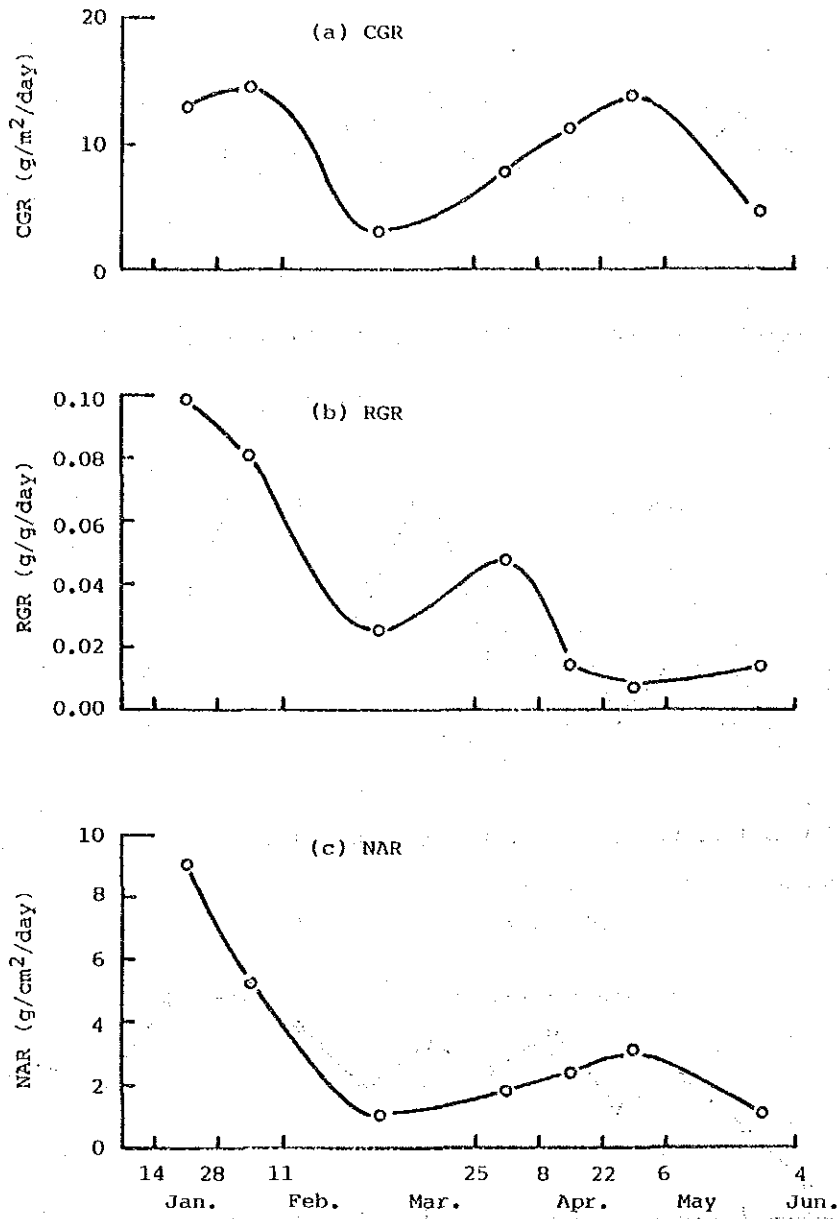 (a) CGR
CGR (g/m²/day)
20
10
0
(b) RGR
RGR (g/g/day)
0.10
0.08
0.06
0.04
0.02
0.00
(c) NAR
NAR (g/cm²/day)
10
8
6
4
2
0
14 28 11 25 8 22 6 4
Jan. Feb. Mar. Apr. May Jun.